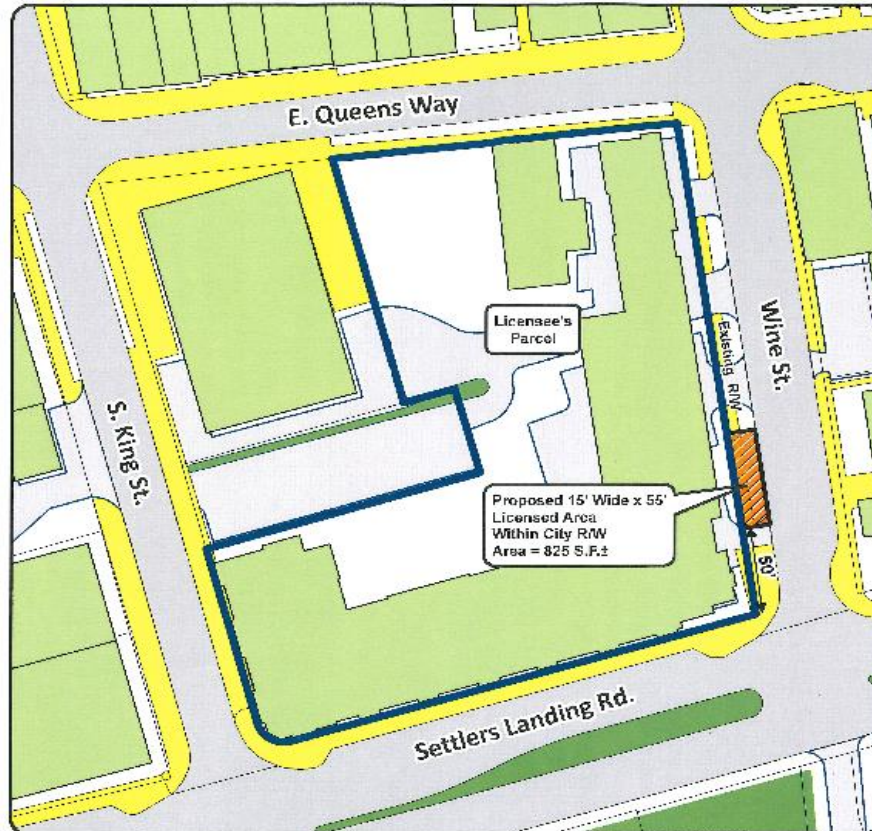 E. Queens Way
Licensee's
Parcel
Existing R/W
Wine St.
S. King St.
Proposed 15' Wide x 55'
Licensed Area
Within City R/W
Area = 825 S.F.±
50'
Settlers Landing Rd.